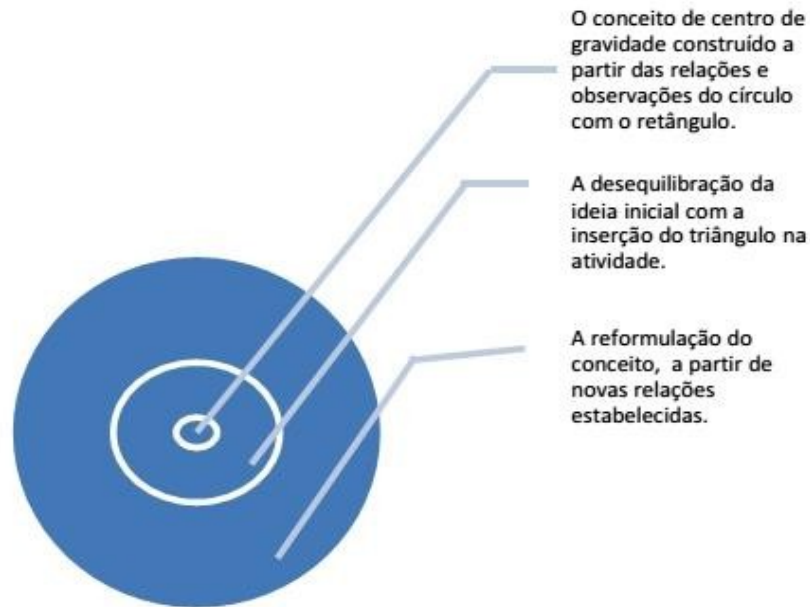 O conceito de centro de
gravidade construído a
partir das relações e
observações do círculo
com o retângulo.
A desequilibração da
ideia inicial com a
inserção do triângulo na
atividade.
A reformulação do
conceito, a partir de
novas relações
estabelecidas.